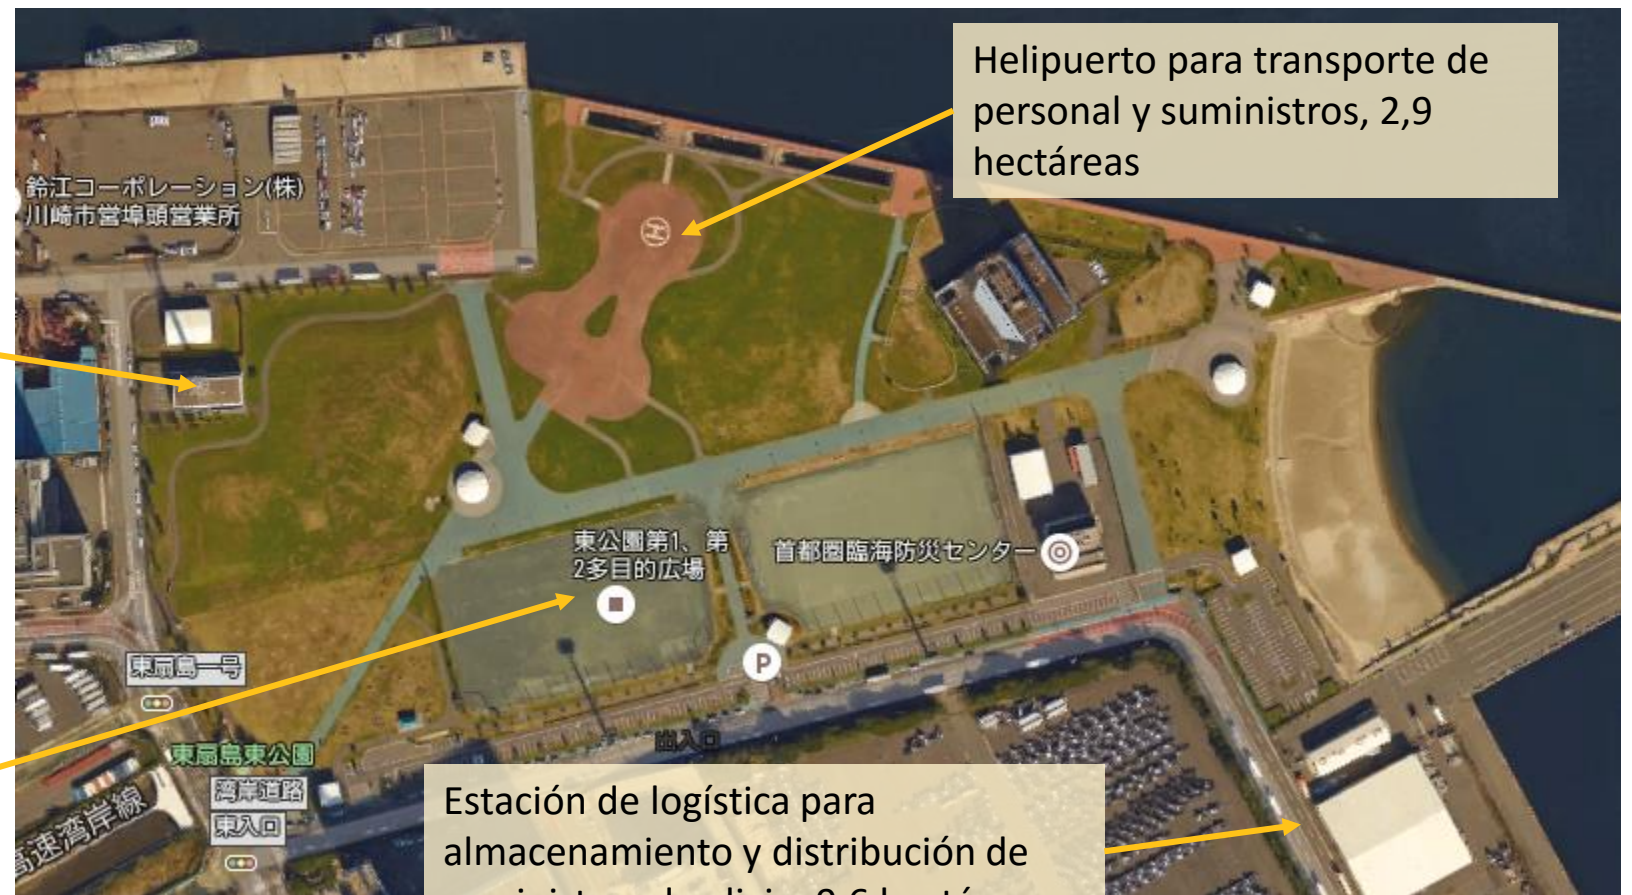 Helipuerto para transporte de
personal y suministros, 2,9
hectáreas
鈴江コーポレーション(株)
川崎市営埠頭営業所
H
東公園第1、第
2多目的広場
首都圏臨海防災センター
P
東扇島一号
出入口
東扇島東公園
湾岸道路
東入口
高速湾岸線
Estación de logística para
almacenamiento y distribución de